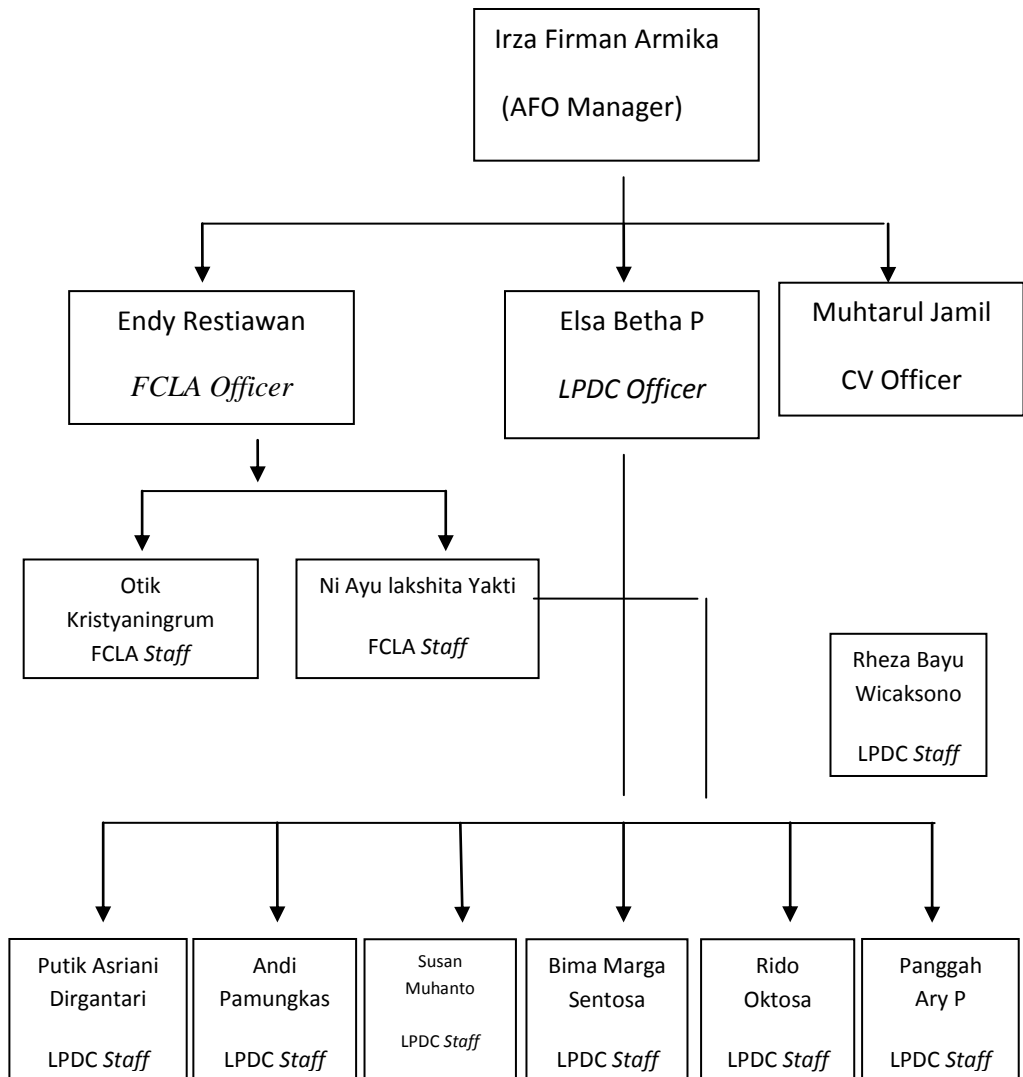 Irza Firman Armika
(AFO Manager)
Endy Restiawan
FCLA Officer
Elsa Betha P
LPDC Officer
Muhtarul Jamil
CV Officer
Otik
Kristyaningrum
FCLA Staff
Ni Ayu lakshita Yakti
FCLA Staff
Rheza Bayu
Wicaksono
LPDC Staff
Putik Asriani
Dirgantari
LPDC Staff
Andi
Pamungkas
LPDC Staff
Susan
Muhanto
LPDC Staff
Bima Marga
Sentosa
LPDC Staff
Rido
Oktosa
LPDC Staff
Panggah
Ary P
LPDC Staff